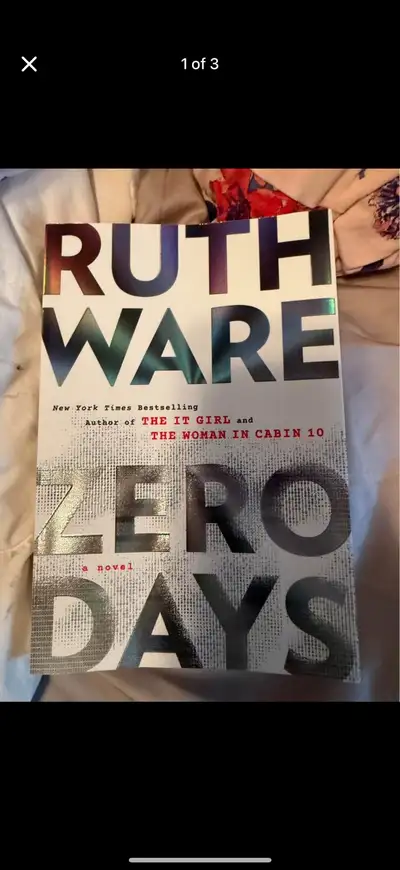 1 of 3
RUTH
WARE
New York Times Bestselling
Author of THE IT GIRL and
THE WOMAN IN CABIN 10
ZERO
a novel
DAYS